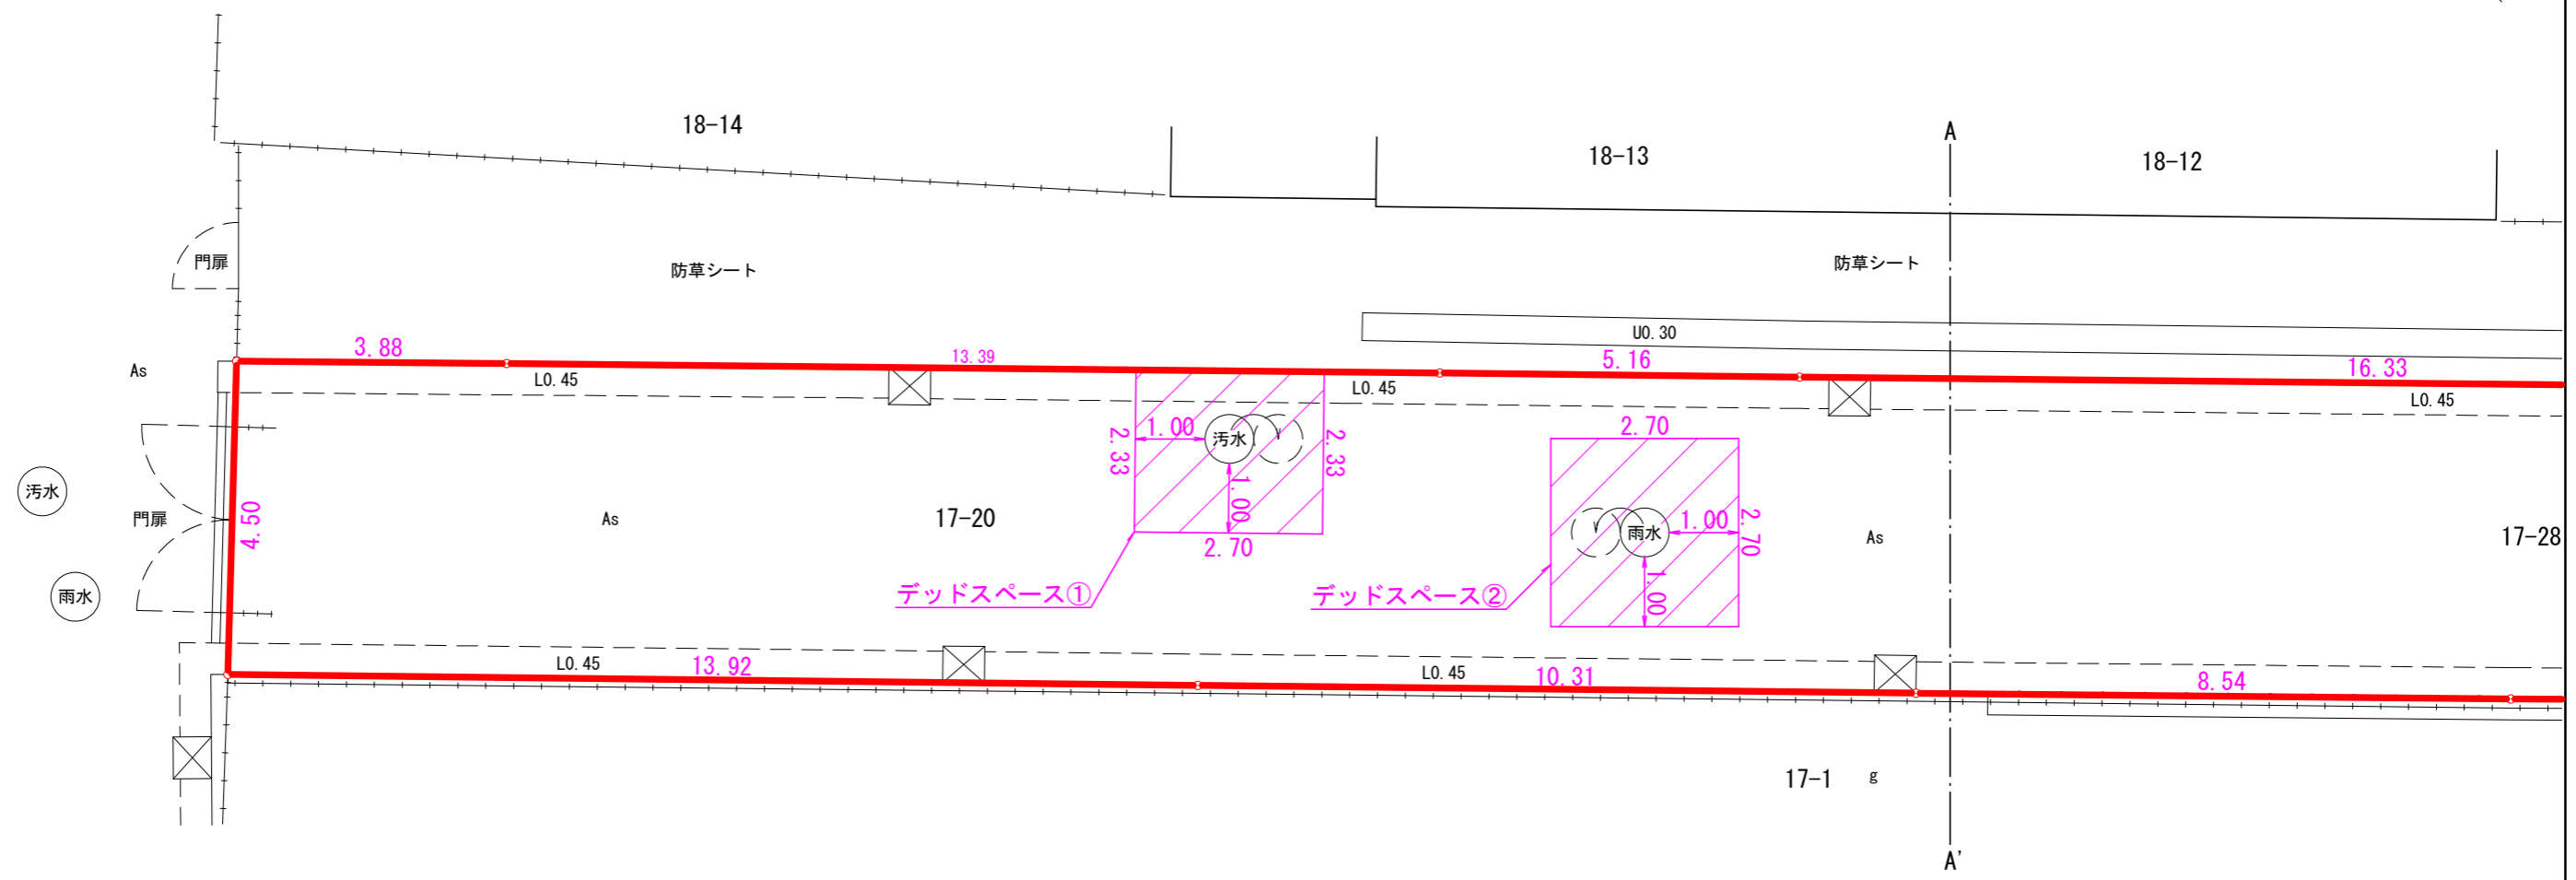 18-14
A
18-13
18-12
門扉
防草シート
防草シート
U0.30
3.88
13.39
5.16
16.33
As
L0.45
L0.45
L0.45
2.33
1.00
汚水
2.33
2.70
汚水
4.50
門扉
As
17-20
1.00
雨水
1.00
2.70
As
17-28
2.70
デッドスペース①
デッドスペース②
1.00
雨水
L0.45
13.92
L0.45
10.31
8.54
17-1
g
A'